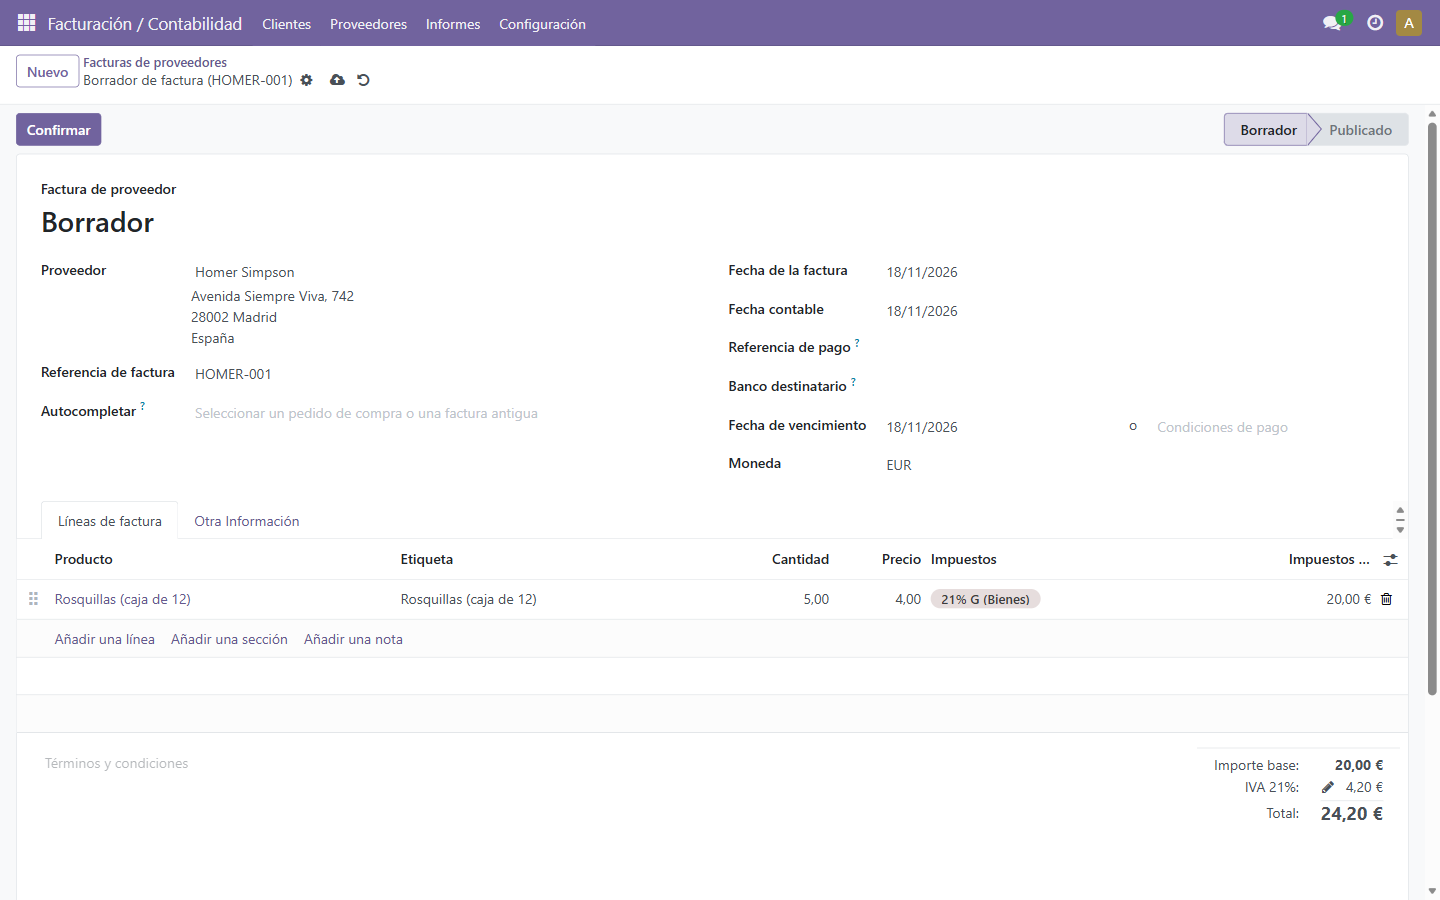 Facturación / Contabilidad Clientes Proveedores Informes Configuración 1 A
Nuevo
Facturas de proveedores
Borrador de factura (HOMER-001)
Confirmar
Borrador Publicado
Factura de proveedor
Borrador
Proveedor Homer Simpson
Avenida Siempre Viva, 742
28002 Madrid
España
Referencia de factura HOMER-001
Autocompletar ? Seleccionar un pedido de compra o una factura antigua
Fecha de la factura 18/11/2026
Fecha contable 18/11/2026
Referencia de pago ?
Banco destinatario ?
Fecha de vencimiento 18/11/2026 o Condiciones de pago
Moneda EUR
Líneas de factura Otra Información
Producto Etiqueta Cantidad Precio Impuestos Impuestos ...
Rosquillas (caja de 12) Rosquillas (caja de 12) 5,00 4,00 21% G (Bienes) 20,00 €
Añadir una línea Añadir una sección Añadir una nota
Términos y condiciones
Importe base: 20,00 €
IVA 21%: 4,20 €
Total: 24,20 €